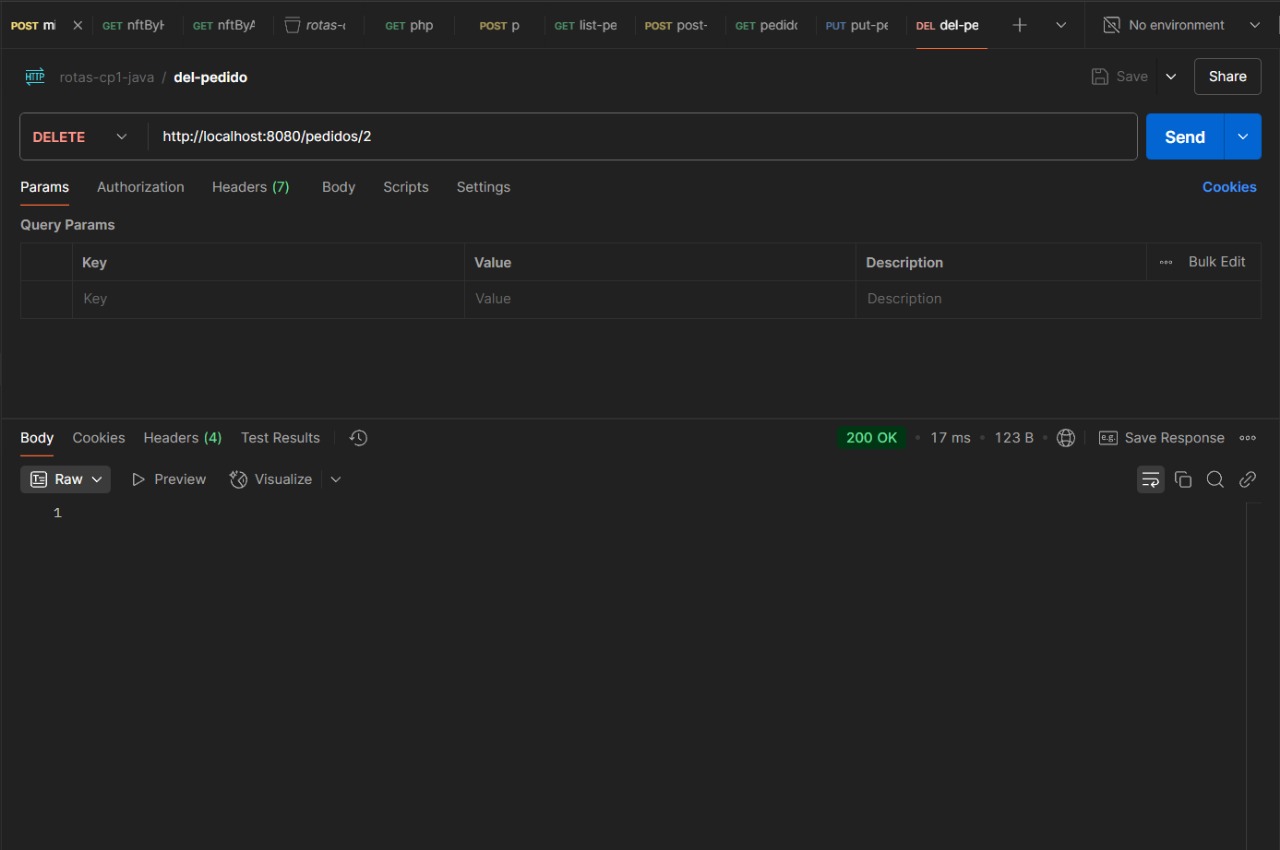 POST mi GET nftByH GET nftByA rotas-c GET php POST p GET list-pe POST post- GET pedido PUT put-pe DEL del-pe No environment
HTTP rotas-cp1-java / del-pedido Save Share
DELETE http://localhost:8080/pedidos/2 Send
Params Authorization Headers (7) Body Scripts Settings Cookies
Query Params
Key Value Description Bulk Edit
Key Value Description
Body Cookies Headers (4) Test Results 200 OK • 17 ms • 123 B • e.g. Save Response
Raw Preview Visualize
1